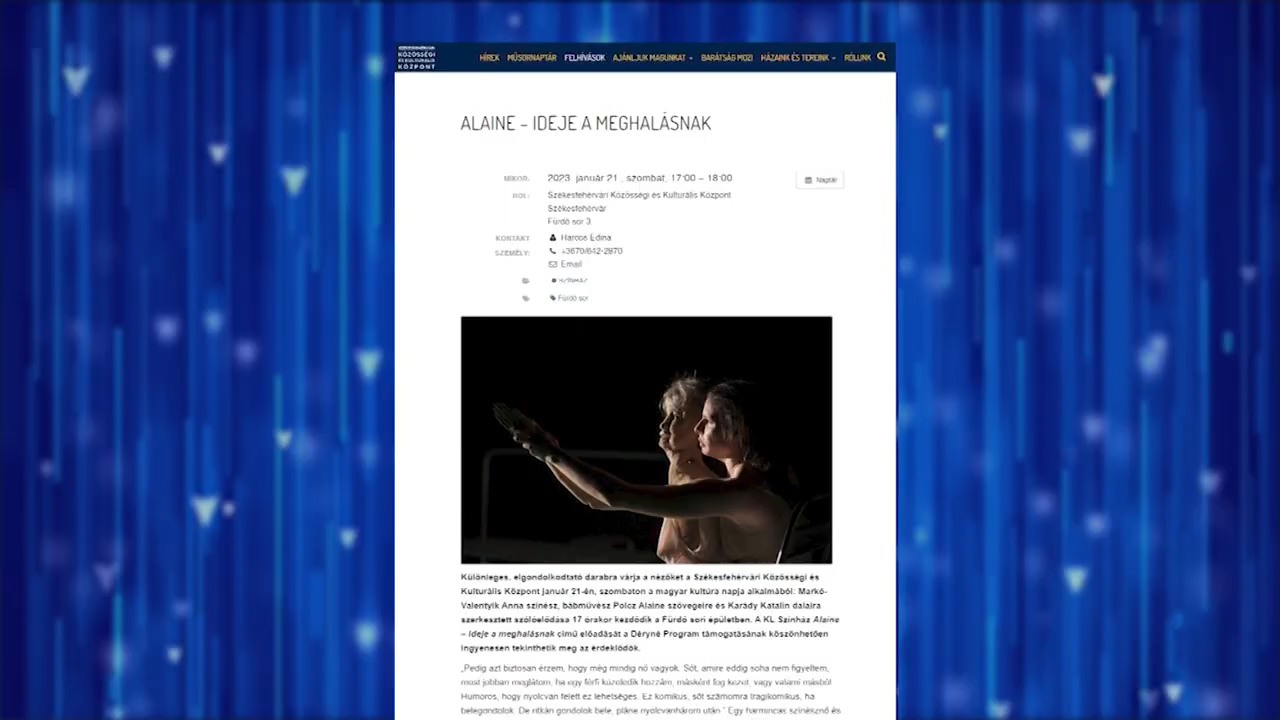 KÖZÖSSÉGI
ÉS KULTURÁLIS
KÖZPONT
HÍREK MŰSORNAPTÁR FELHÍVÁSOK AJÁNLJUK MAGUNKAT BARÁTSÁG MOZI HÁZAINK ÉS TEREINK RÓLUNK
ALAINE – IDEJE A MEGHALÁSNAK
MIKOR: 2023. január 21., szombat, 17:00 – 18:00
Naptár
HOL: Székesfehérvári Közösségi és Kulturális Központ
Székesfehérvár
Fürdő sor 3.
KONTAKT SZEMÉLY: Harcos Edina
+3670/642-2870
Email
SZÍNHÁZ
Fürdő sor
Különleges, elgondolkodtató darabra várja a nézőket a Székesfehérvári Közösségi és
Kulturális Központ január 21-én, szombaton a magyar kultúra napja alkalmából: Markó-
Valentyik Anna színész, bábművész Polcz Alaine szövegeire és Karády Katalin dalaira
szerkesztett szólóelőadása 17 órakor kezdődik a Fürdő sori épületben. A KL Színház Alaine
– Ideje a meghalásnak című előadását a Déryné Program támogatásának köszönhetően
ingyenesen tekinthetik meg az érdeklődők.
„Pedig azt biztosan érzem, hogy még mindig nő vagyok. Sőt, amire eddig soha nem figyeltem,
most jobban meglátom, ha egy férfi közeledik hozzám, másként fog kezet, vagy valami másból.
Humoros, hogy nyolcvan felett ez lehetséges. Ez komikus, sőt számomra tragikomikus, ha
belegondolok. De ritkán gondolok bele, pláne nyolcvanhárom után.” Egy harmincas színésznő és